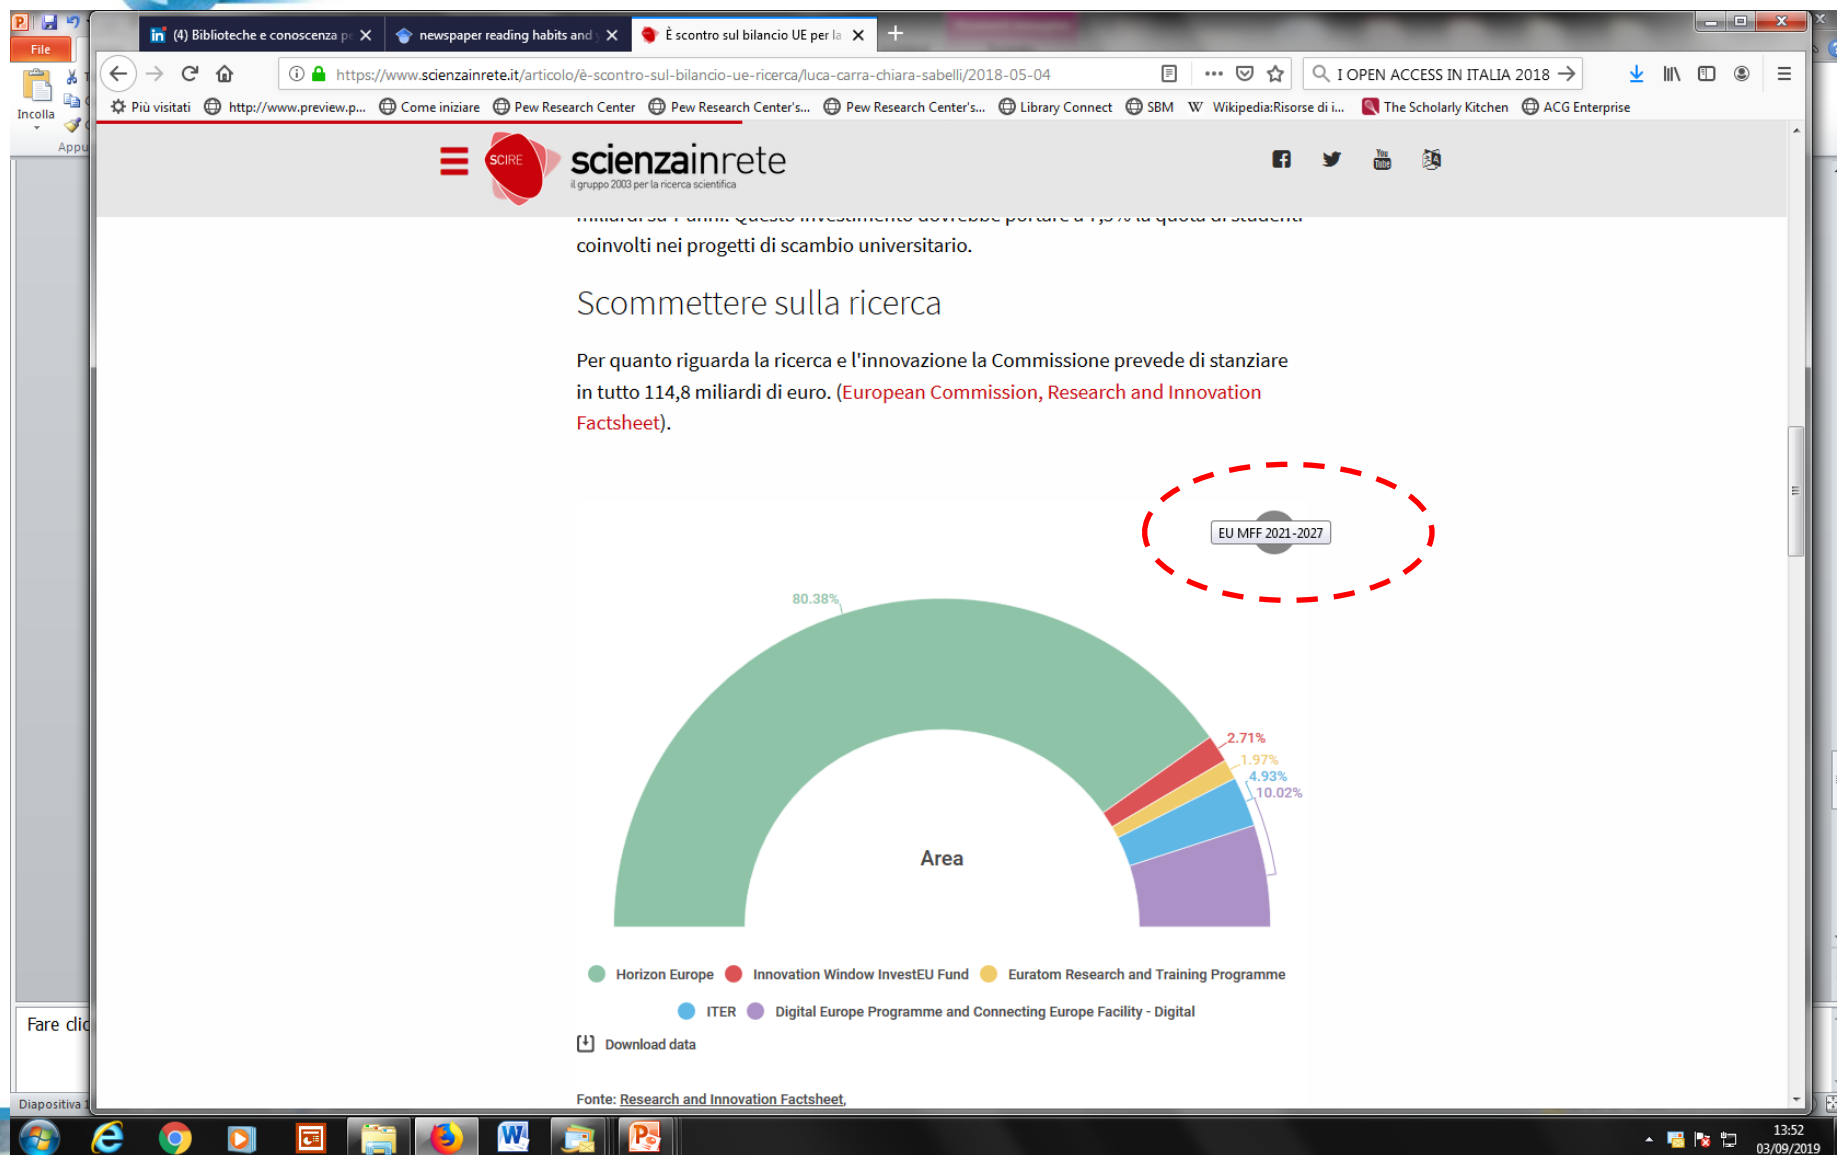 File
(4) Biblioteche e conoscenza pe
newspaper reading habits and y
È scontro sul bilancio UE per la
https://www.scienzainrete.it/articolo/è-scontro-sul-bilancio-ue-ricerca/luca-carra-chiara-sabelli/2018-05-04
I OPEN ACCESS IN ITALIA 2018
Incolla
Più visitati
http://www.preview.p...
Come iniziare
Pew Research Center
Pew Research Center's...
Pew Research Center's...
Library Connect
SBM
W Wikipedia:Risorse di i...
The Scholarly Kitchen
ACG Enterprise
Appu
SCIRE
scienzainrete
il gruppo 2003 per la ricerca scientifica
You Tube
coinvolti nei progetti di scambio universitario.
Scommettere sulla ricerca
Per quanto riguarda la ricerca e l'innovazione la Commissione prevede di stanziare
in tutto 114,8 miliardi di euro. (European Commission, Research and Innovation
Factsheet).
EU MFF 2021-2027
80.38%
2.71%
1.97%
4.93%
10.02%
Area
Horizon Europe
Innovation Window InvestEU Fund
Euratom Research and Training Programme
ITER
Digital Europe Programme and Connecting Europe Facility - Digital
Download data
Fare clic
Fonte: Research and Innovation Factsheet,
Diapositiva 1
13:52
03/09/2019